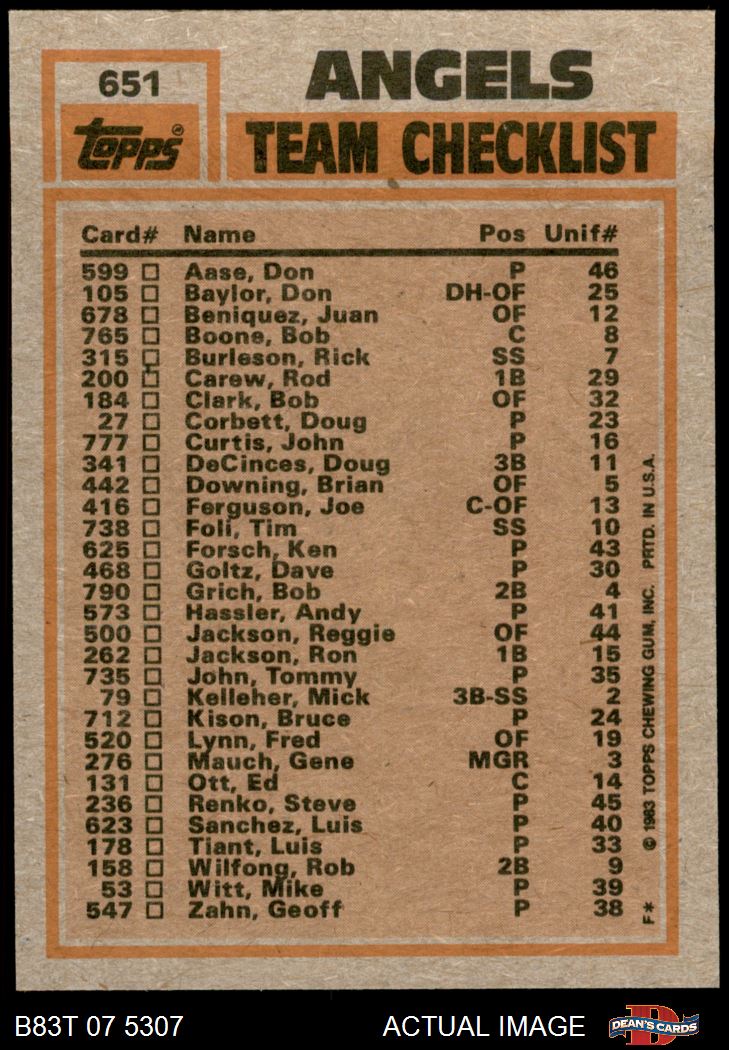 651
ANGELS
Topps®
TEAM CHECKLIST
Card# Name Pos Unif#
599 Aase, Don P 46
105 Baylor, Don DH-OF 25
678 Beniquez, Juan OF 12
765 Boone, Bob C 8
315 Burleson, Rick SS 7
200 Carew, Rod 1B 29
184 Clark, Bob OF 32
27 Corbett, Doug P 23
777 Curtis, John P 16
341 DeCinces, Doug 3B 11
442 Downing, Brian OF 5
416 Ferguson, Joe C-OF 13
738 Foli, Tim SS 10
625 Forsch, Ken P 43
468 Goltz, Dave P 30
790 Grich, Bob 2B 4
573 Hassler, Andy P 41
500 Jackson, Reggie OF 44
262 Jackson, Ron 1B 15
735 John, Tommy P 35
79 Kelleher, Mick 3B-SS 2
712 Kison, Bruce P 24
520 Lynn, Fred OF 19
276 Mauch, Gene MGR 3
131 Ott, Ed C 14
236 Renko, Steve P 45
623 Sanchez, Luis P 40
178 Tiant, Luis P 33
158 Wilfong, Rob 2B 9
53 Witt, Mike P 39
547 Zahn, Geoff P 38
F* © 1983 TOPPS CHEWING GUM, INC. PRTD. IN U.S.A.
B83T 07 5307 ACTUAL IMAGE DEAN'S CARDS